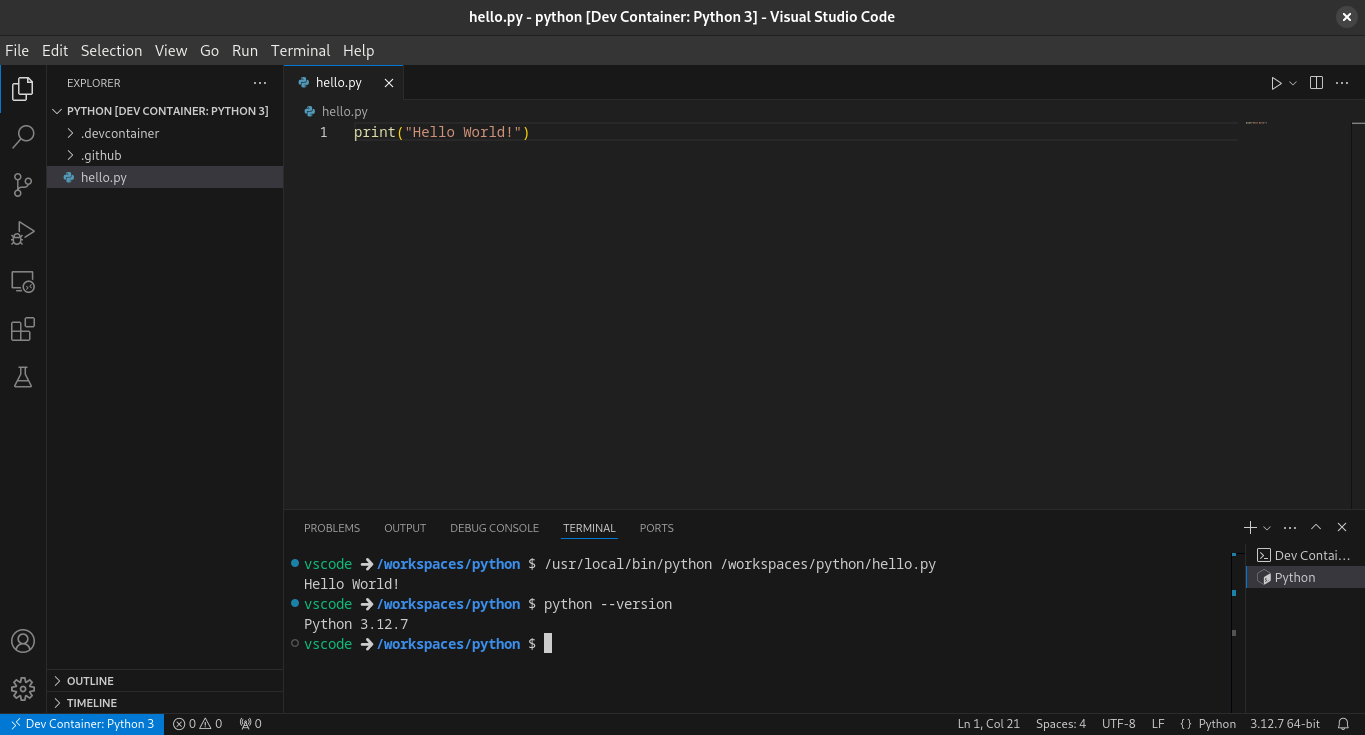 hello.py - python [Dev Container: Python 3] - Visual Studio Code
File Edit Selection View Go Run Terminal Help
EXPLORER
PYTHON [DEV CONTAINER: PYTHON 3]
.devcontainer
.github
hello.py
hello.py
hello.py
1 print("Hello World!")
PROBLEMS OUTPUT DEBUG CONSOLE TERMINAL PORTS
vscode ➜ /workspaces/python $ /usr/local/bin/python /workspaces/python/hello.py
Hello World!
vscode ➜ /workspaces/python $ python --version
Python 3.12.7
vscode ➜ /workspaces/python $
Dev Contai...
Python
OUTLINE
TIMELINE
Dev Container: Python 3 0 0 0 Ln 1, Col 21 Spaces: 4 UTF-8 LF {} Python 3.12.7 64-bit